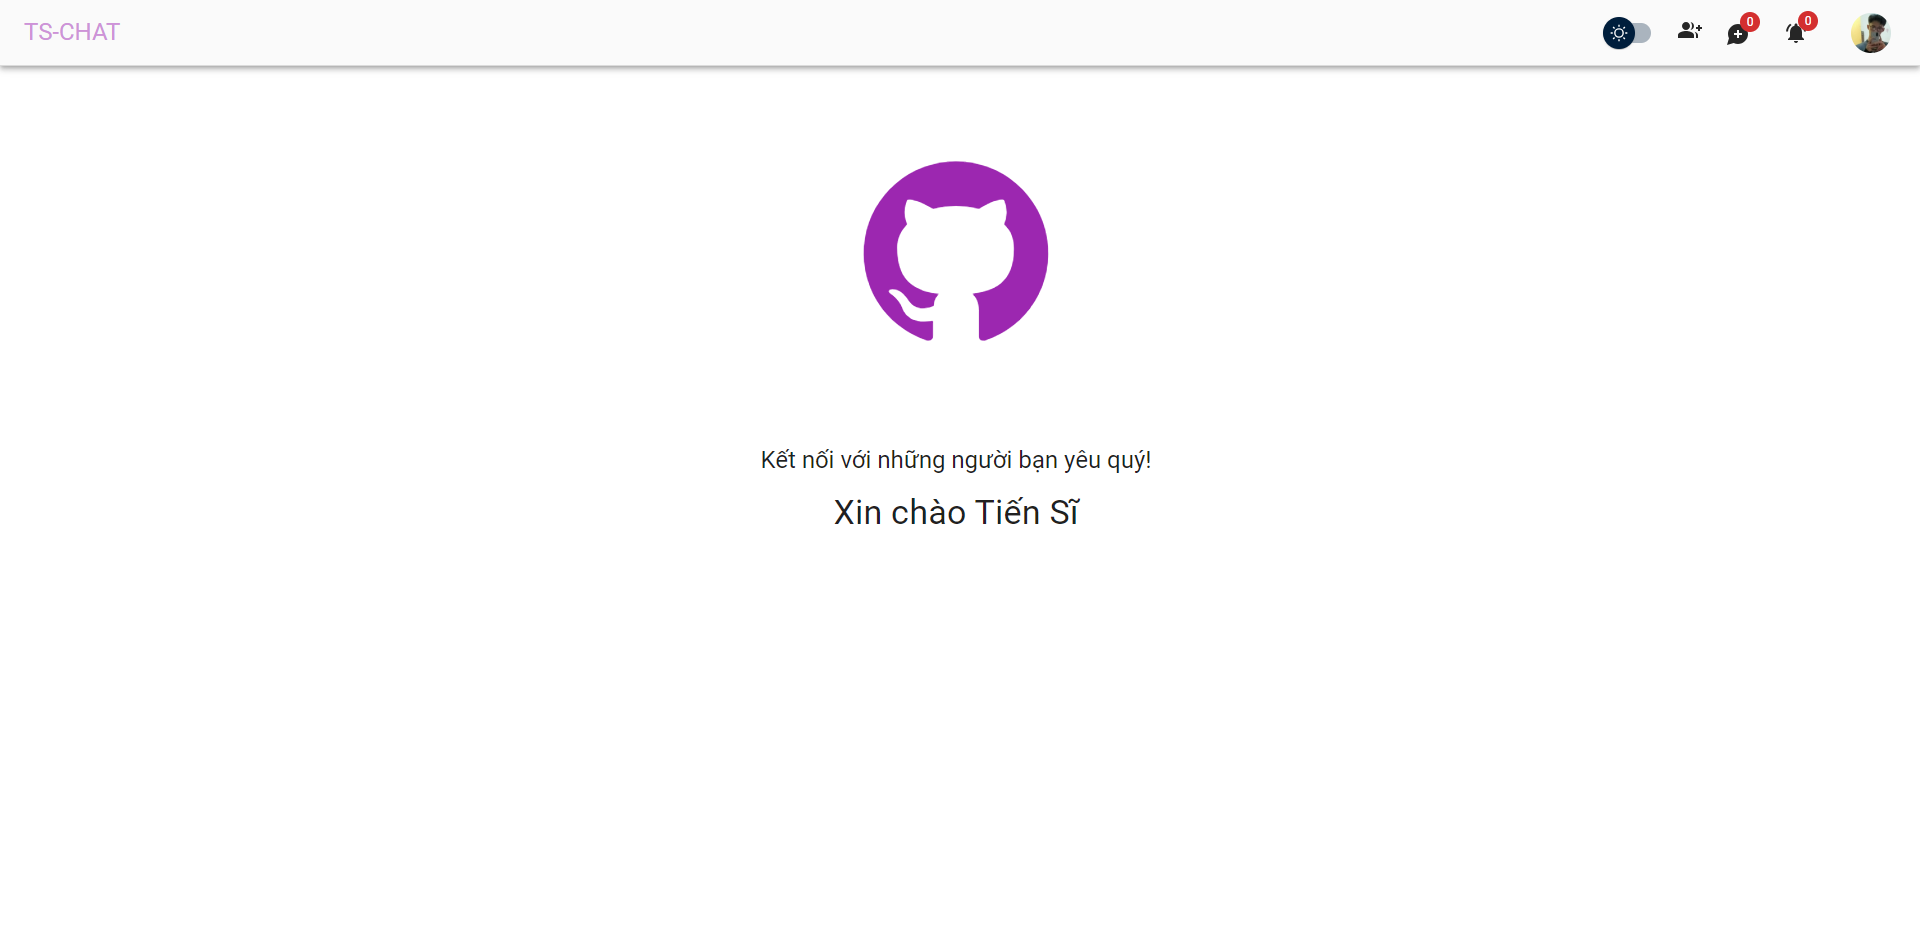 TS-CHAT
0
0
Kết nối với những người bạn yêu quý!
Xin chào Tiến Sĩ